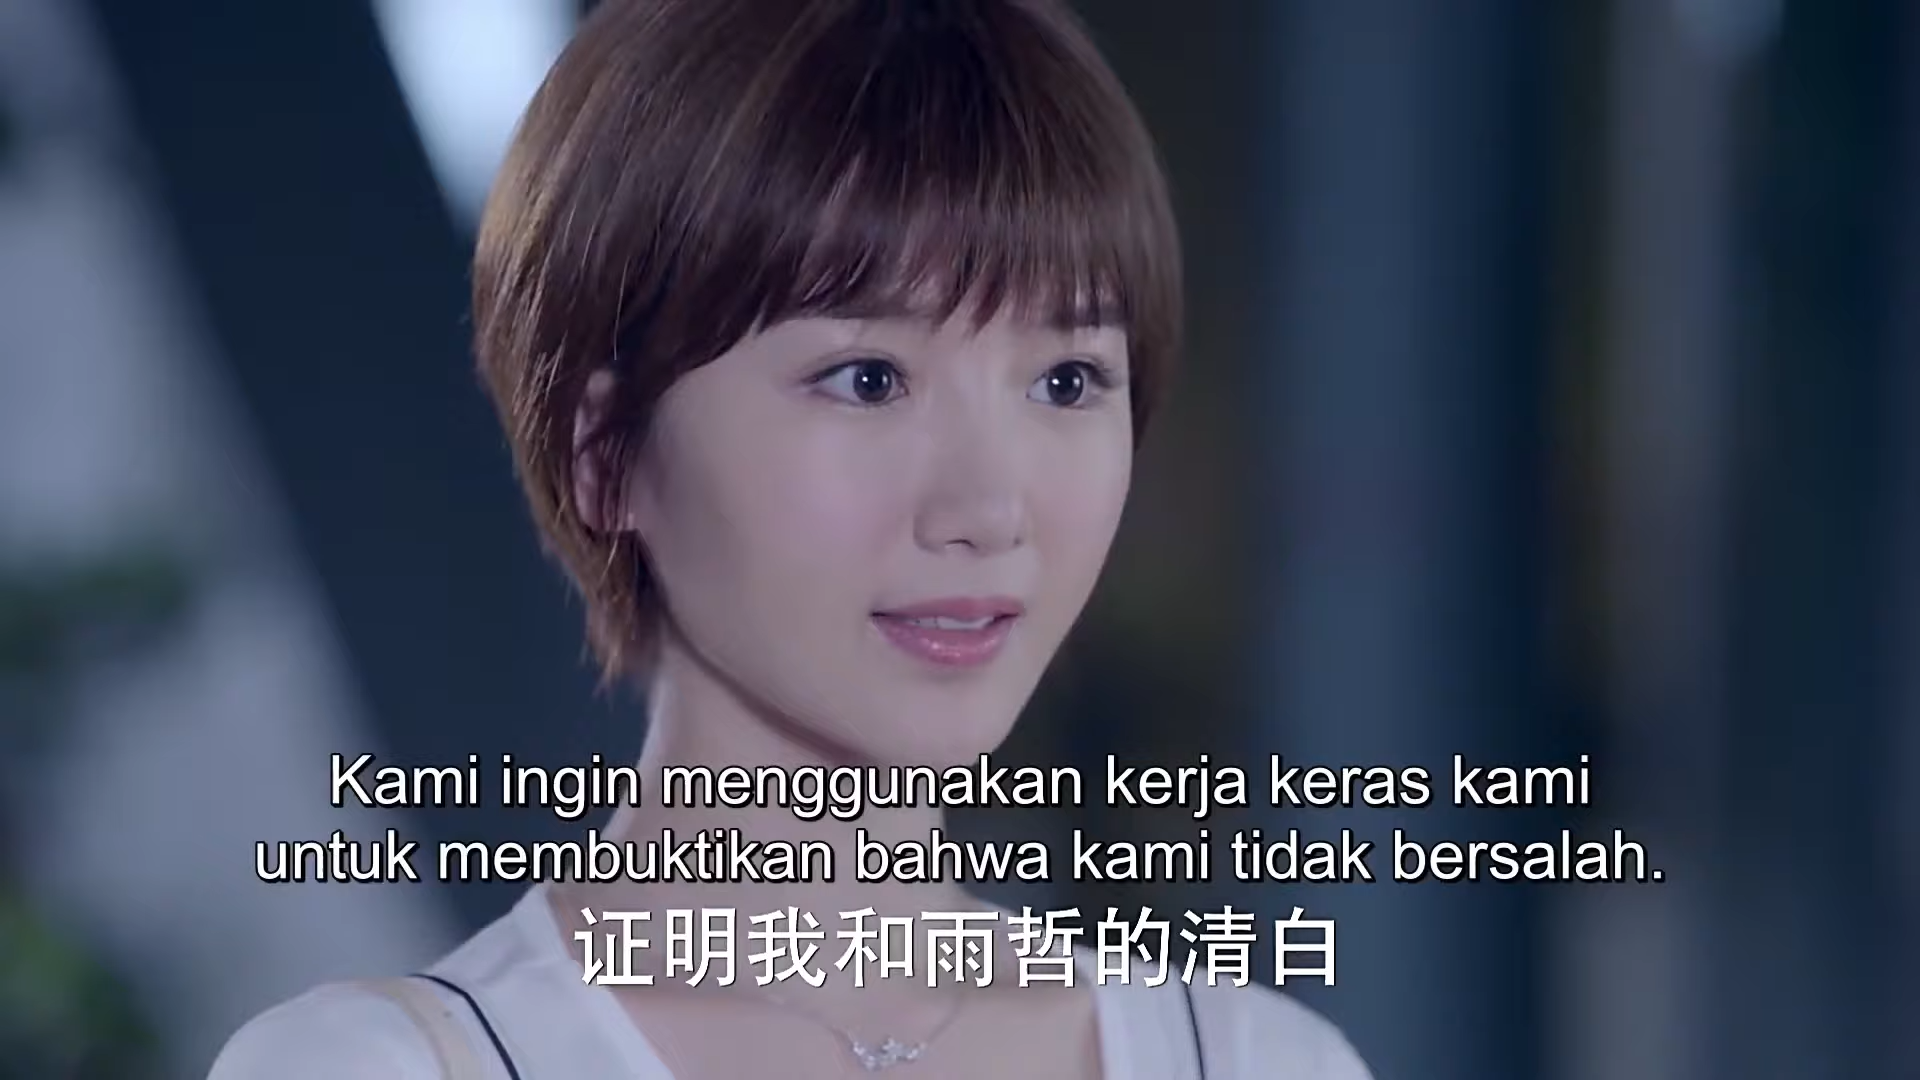 Kami ingin menggunakan kerja keras kami
untuk membuktikan bahwa kami tidak bersalah.
证明我和雨哲的清白